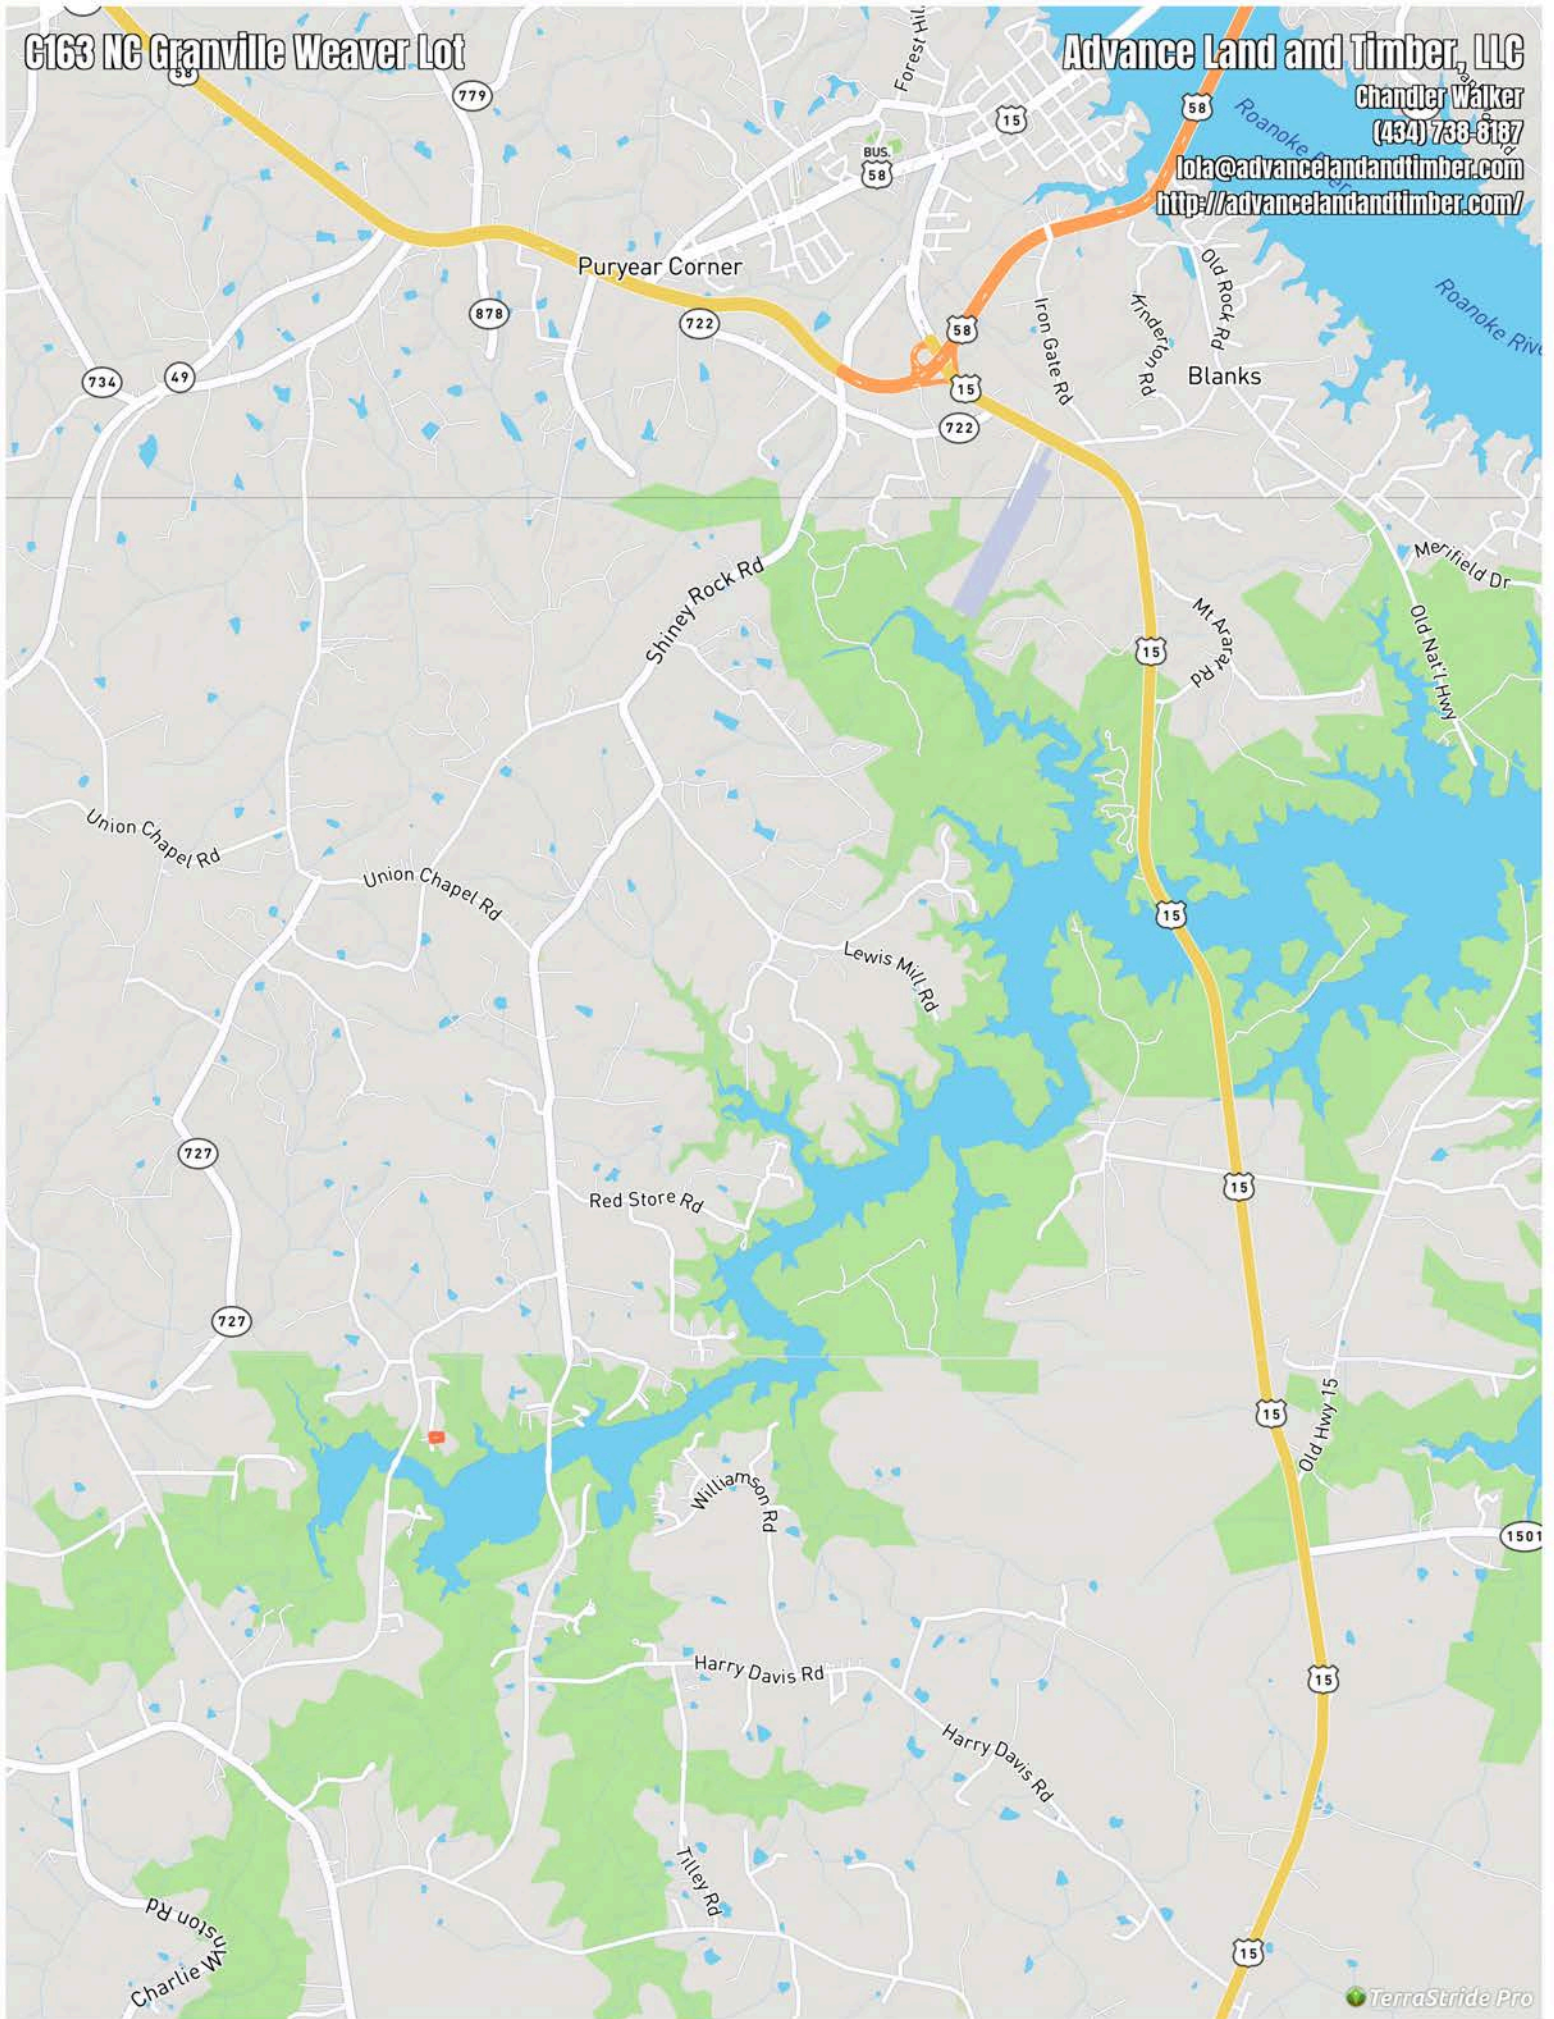 C163 NC Granville Weaver Lot
Advance Land and Timber, LLC
Chandler Walker
(434) 738-8187
lola@advancelandandtimber.com
http://advancelandandtimber.com/
58
779
Forest Hil
15
58
BUS.
58
Roanoke River
Roanoke Rive
Puryear Corner
878
722
58
15
722
734
49
Iron Gate Rd
Kinderton Rd
Old Rock Rd
Blanks
Merifield Dr
Shiney Rock Rd
Mt Ararat Rd
15
Old Nat'l Hwy
Union Chapel Rd
Union Chapel Rd
15
Lewis Mill Rd
727
Red Store Rd
15
727
15
Old Hwy 15
Williamson Rd
1501
Harry Davis Rd
15
Harry Davis Rd
Tilley Rd
Charlie Winston Rd
15
TerraStride Pro